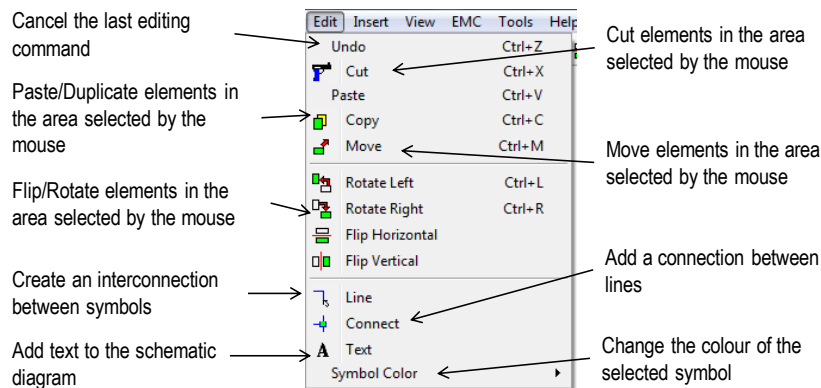 Cancel the last editing
command
Paste/Duplicate elements in
the area selected by the
mouse
Flip/Rotate elements in the
area selected by the mouse
Create an interconnection
between symbols
Add text to the schematic
diagram
Edit Insert View EMC Tools Help
Undo Ctrl+Z
Cut Ctrl+X
Paste Ctrl+V
Copy Ctrl+C
Move Ctrl+M
Rotate Left Ctrl+L
Rotate Right Ctrl+R
Flip Horizontal
Flip Vertical
Line
Connect
A Text
Symbol Color
Cut elements in the area
selected by the mouse
Move elements in the area
selected by the mouse
Add a connection between
lines
Change the colour of the
selected symbol